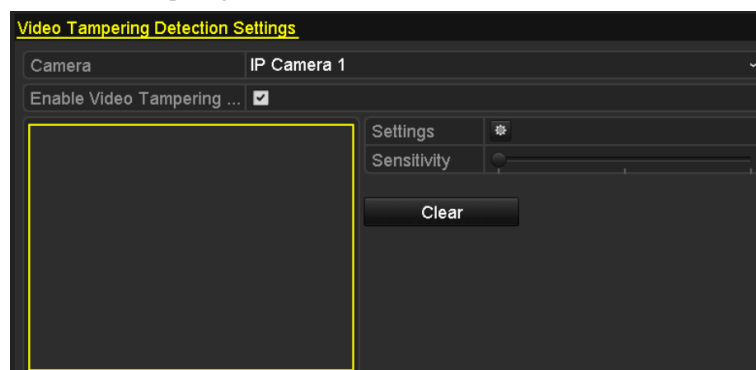 Video Tampering Detection Settings
Camera IP Camera 1
Enable Video Tampering ...
Settings
Sensitivity
Clear